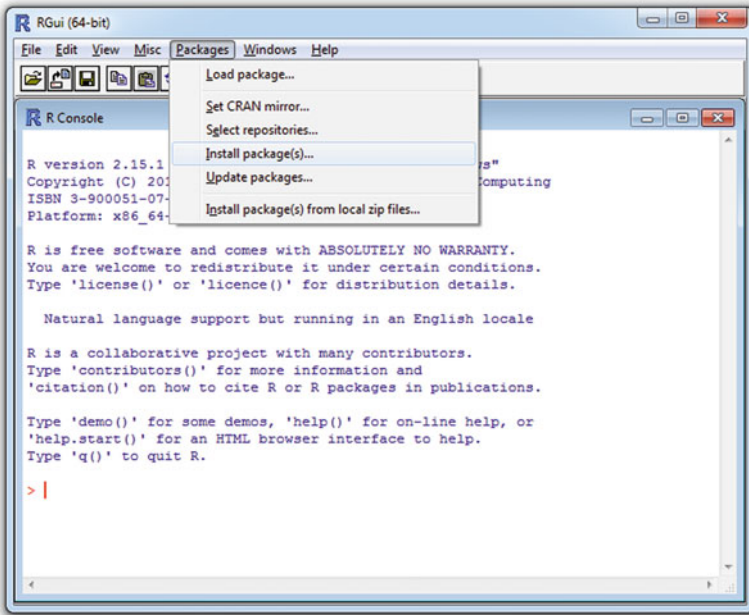 RGui (64-bit)
File Edit View Misc Packages Windows Help
Load package...
Set CRAN mirror...
Select repositories...
Install package(s)...
Update packages...
Install package(s) from local zip files...
R Console
R version 2.15.1
Copyright (C) 20 Computing
ISBN 3-900051-07-
Platform: x86_64-
R is free software and comes with ABSOLUTELY NO WARRANTY.
You are welcome to redistribute it under certain conditions.
Type 'license()' or 'licence()' for distribution details.
Natural language support but running in an English locale
R is a collaborative project with many contributors.
Type 'contributors()' for more information and
'citation()' on how to cite R or R packages in publications.
Type 'demo()' for some demos, 'help()' for on-line help, or
'help.start()' for an HTML browser interface to help.
Type 'q()' to quit R.
>